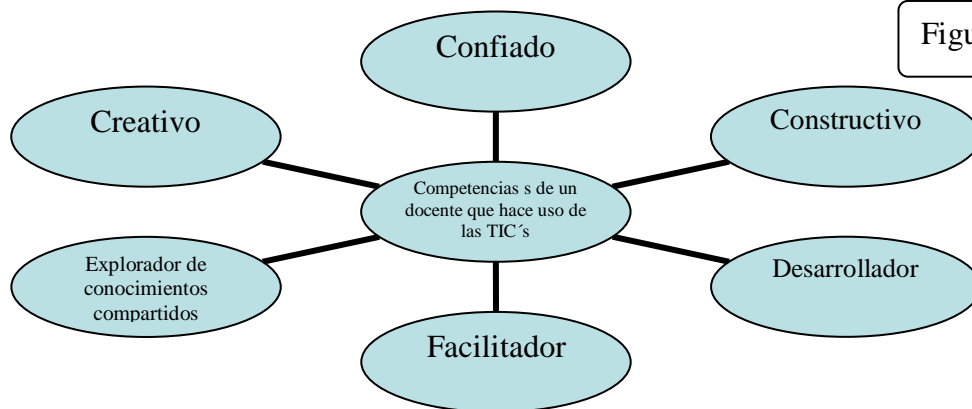 Confiado
Figu
Creativo
Constructivo
Competencias s de un
docente que hace uso de
las TIC´s
Explorador de
conocimientos
compartidos
Desarrollador
Facilitador